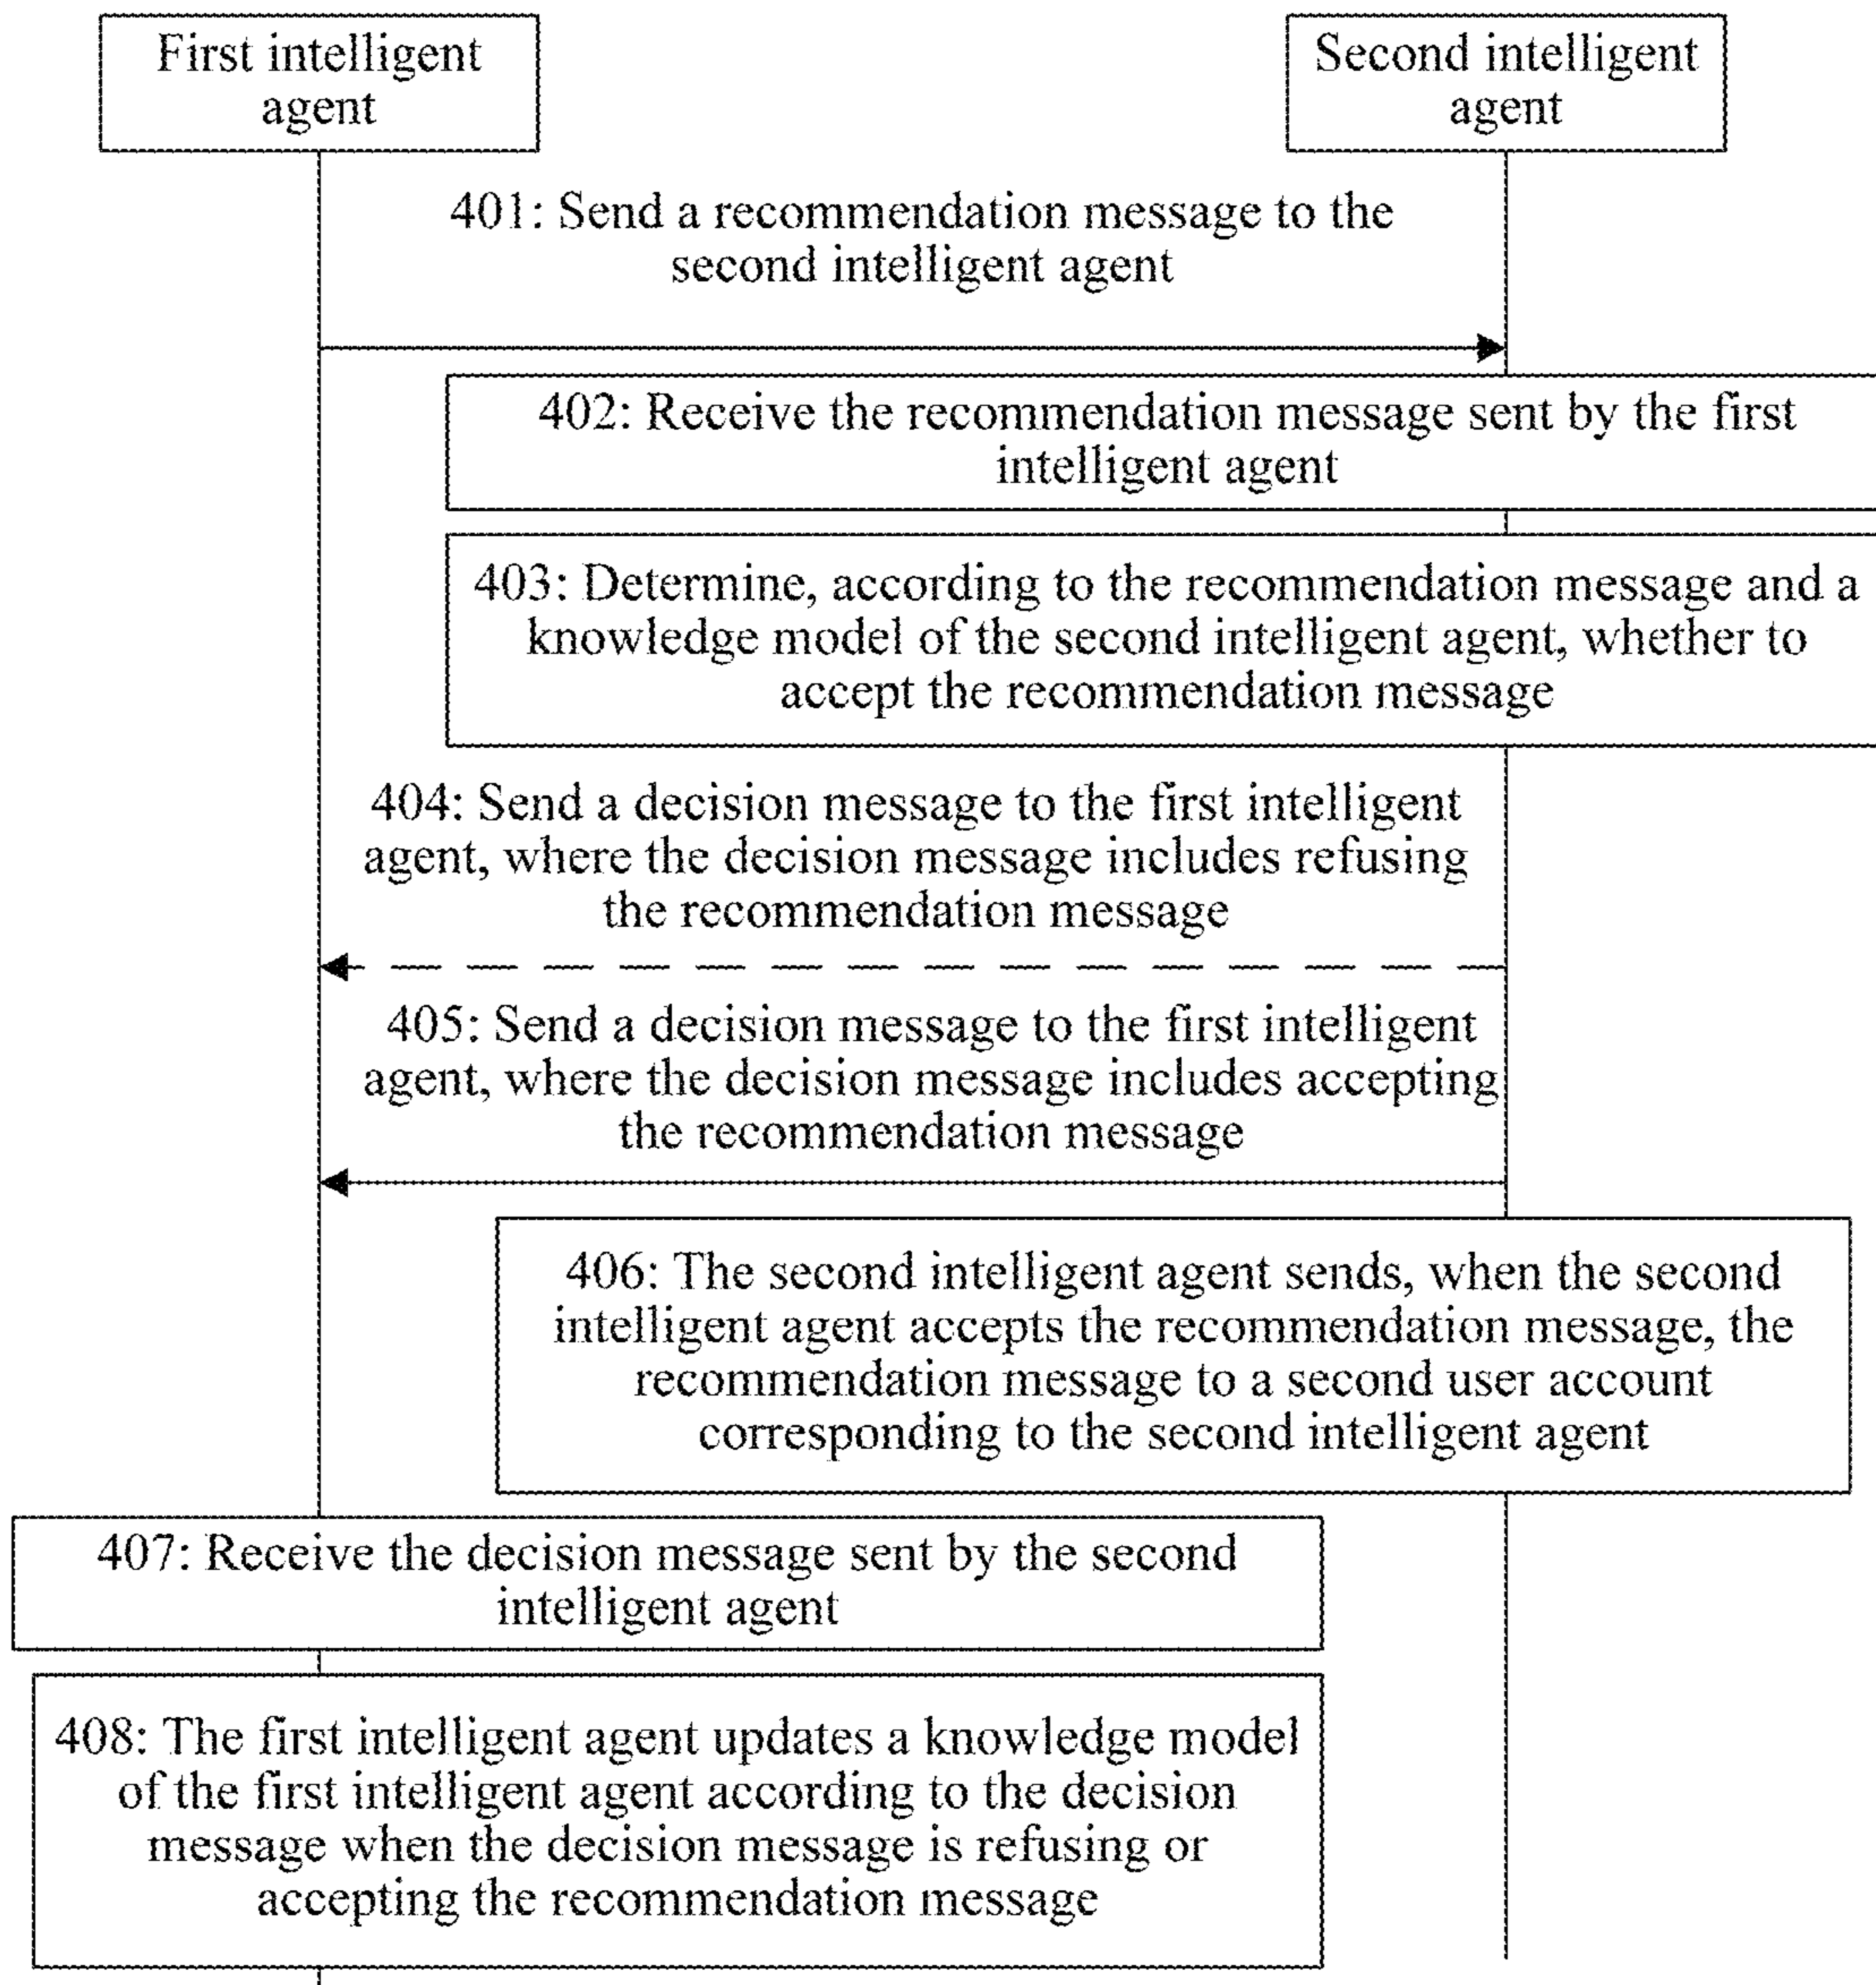 First intelligent
agent
Second intelligent
agent
401: Send a recommendation message to the
second intelligent agent
402: Receive the recommendation message sent by the first
intelligent agent
403: Determine, according to the recommendation message and a
knowledge model of the second intelligent agent, whether to
accept the recommendation message
404: Send a decision message to the first intelligent
agent, where the decision message includes refusing
the recommendation message
405: Send a decision message to the first intelligent
agent, where the decision message includes accepting
the recommendation message
406: The second intelligent agent sends, when the second
intelligent agent accepts the recommendation message, the
recommendation message to a second user account
corresponding to the second intelligent agent
407: Receive the decision message sent by the second
intelligent agent
408: The first intelligent agent updates a knowledge model
of the first intelligent agent according to the decision
message when the decision message is refusing or
accepting the recommendation message